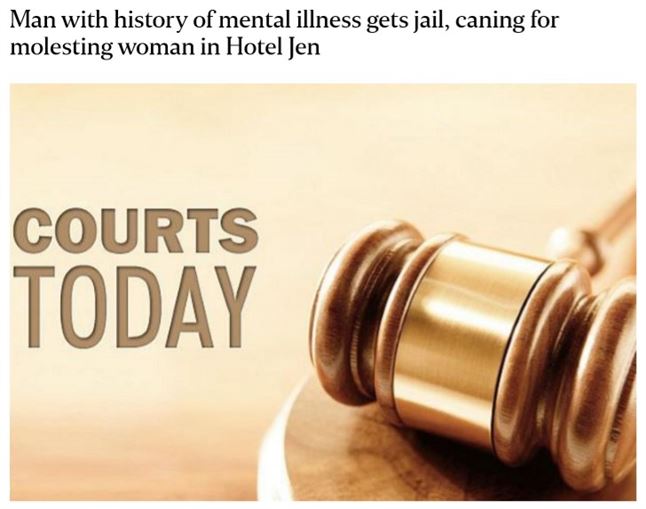 Man with history of mental illness gets jail, caning for
molesting woman in Hotel Jen
COURTS
TODAY